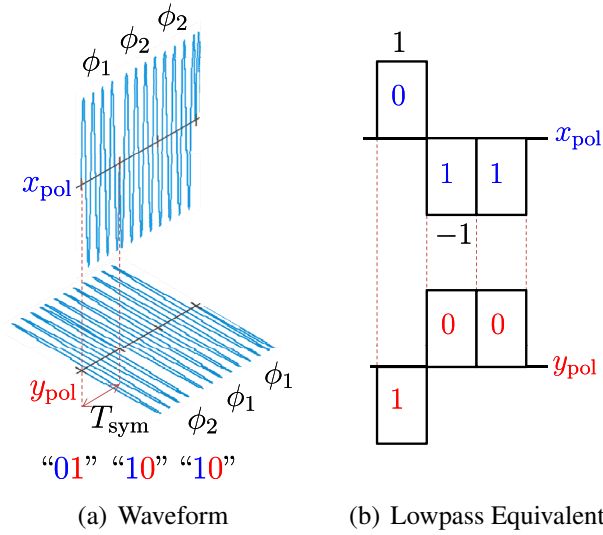 ϕ1 ϕ2 ϕ2
xpol
ypol
Tsym
ϕ2 ϕ1 ϕ1
“01” “10” “10”
(a) Waveform
1
0
xpol
1 1
−1
0 0
ypol
1
(b) Lowpass Equivalent